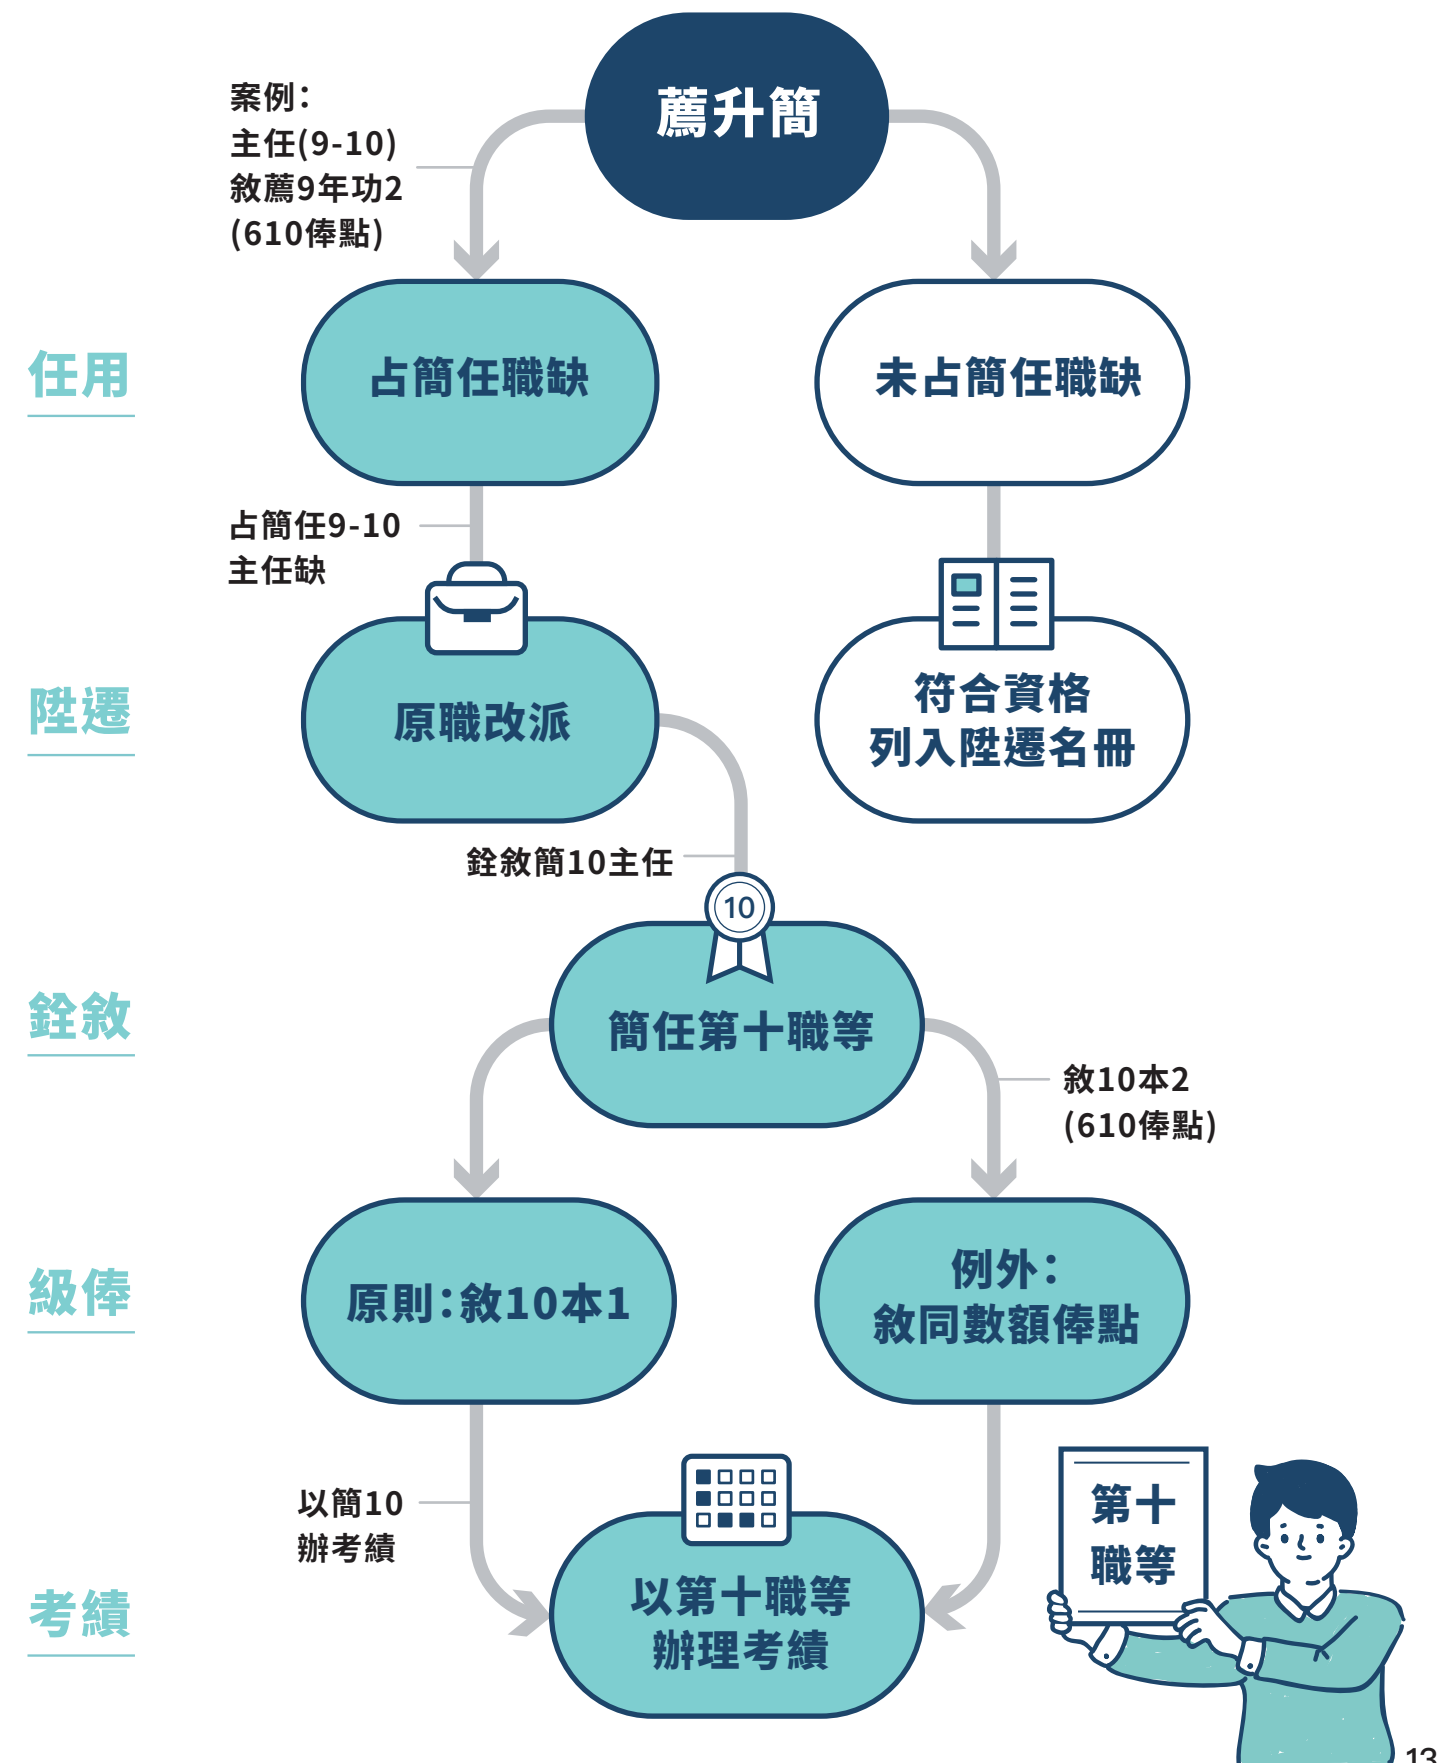 薦升簡
案例：
主任(9-10)
敘薦9年功2
(610俸點)
任用
占簡任職缺
未占簡任職缺
占簡任9-10
主任缺
陞遷
原職改派
符合資格
列入陞遷名冊
銓敘簡10主任
10
銓敘
簡任第十職等
敘10本2
(610俸點)
級俸
原則：敘10本1
例外：
敘同數額俸點
以簡10
辦考績
第十
職等
考績
以第十職等
辦理考績
13